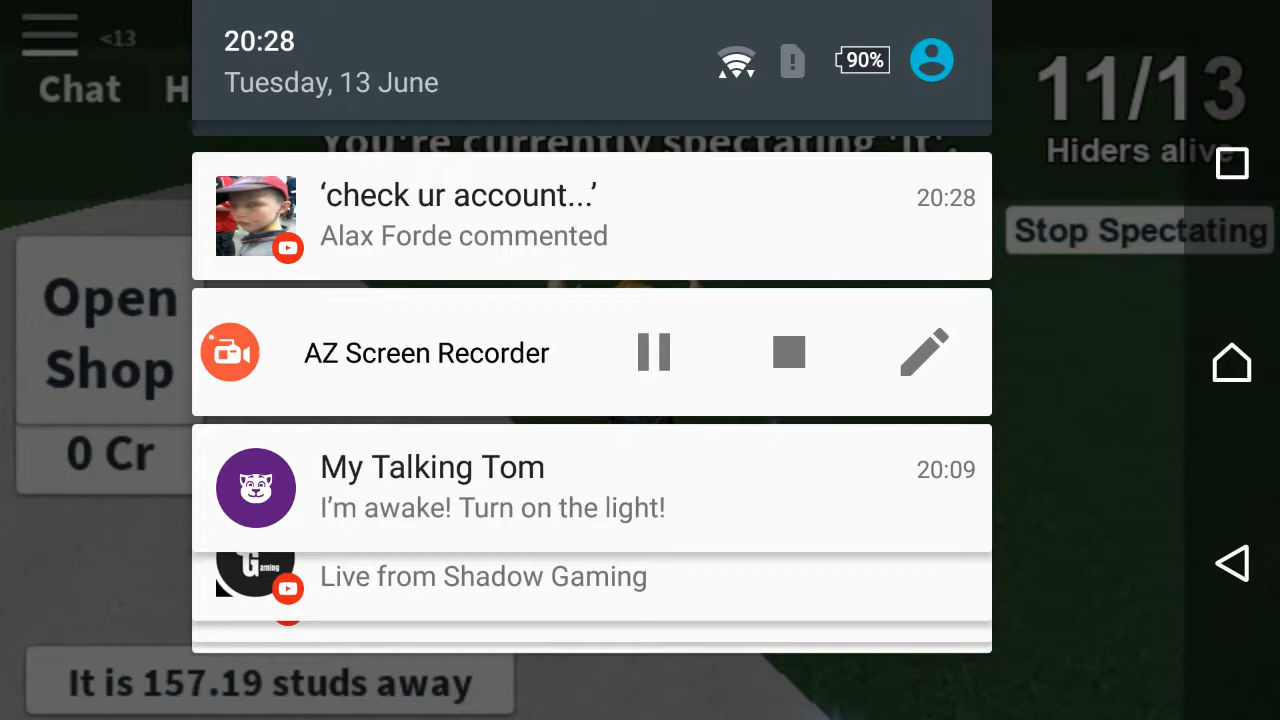 20:28
Tuesday, 13 June
90%
<13
Chat H
11/13
Hiders alive
You're currently spectating 'It'.
Stop Spectating
‘check ur account...’
20:28
Alax Forde commented
AZ Screen Recorder
My Talking Tom
20:09
I’m awake! Turn on the light!
Gaming
Live from Shadow Gaming
Open
Shop
0 Cr
It is 157.19 studs away